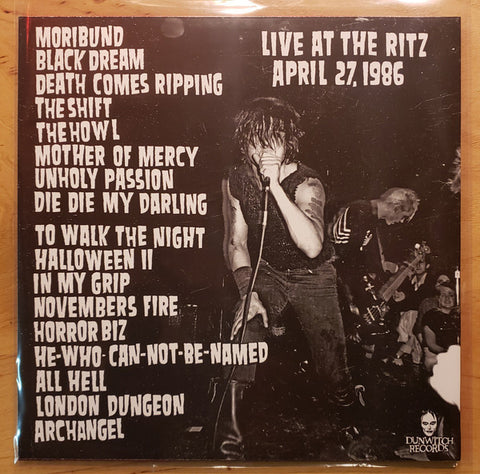 MORIBUND
BLACK DREAM
DEATH COMES RIPPING
THE SHIFT
THE HOWL
MOTHER OF MERCY
UNHOLY PASSION
DIE DIE MY DARLING
TO WALK THE NIGHT
HALLOWEEN II
IN MY GRIP
NOVEMBERS FIRE
HORROR BIZ
HE-WHO-CAN-NOT-BE-NAMED
ALL HELL
LONDON DUNGEON
ARCHANGEL
LIVE AT THE RITZ
APRIL 27, 1986
DUNWITCH
RECORDS